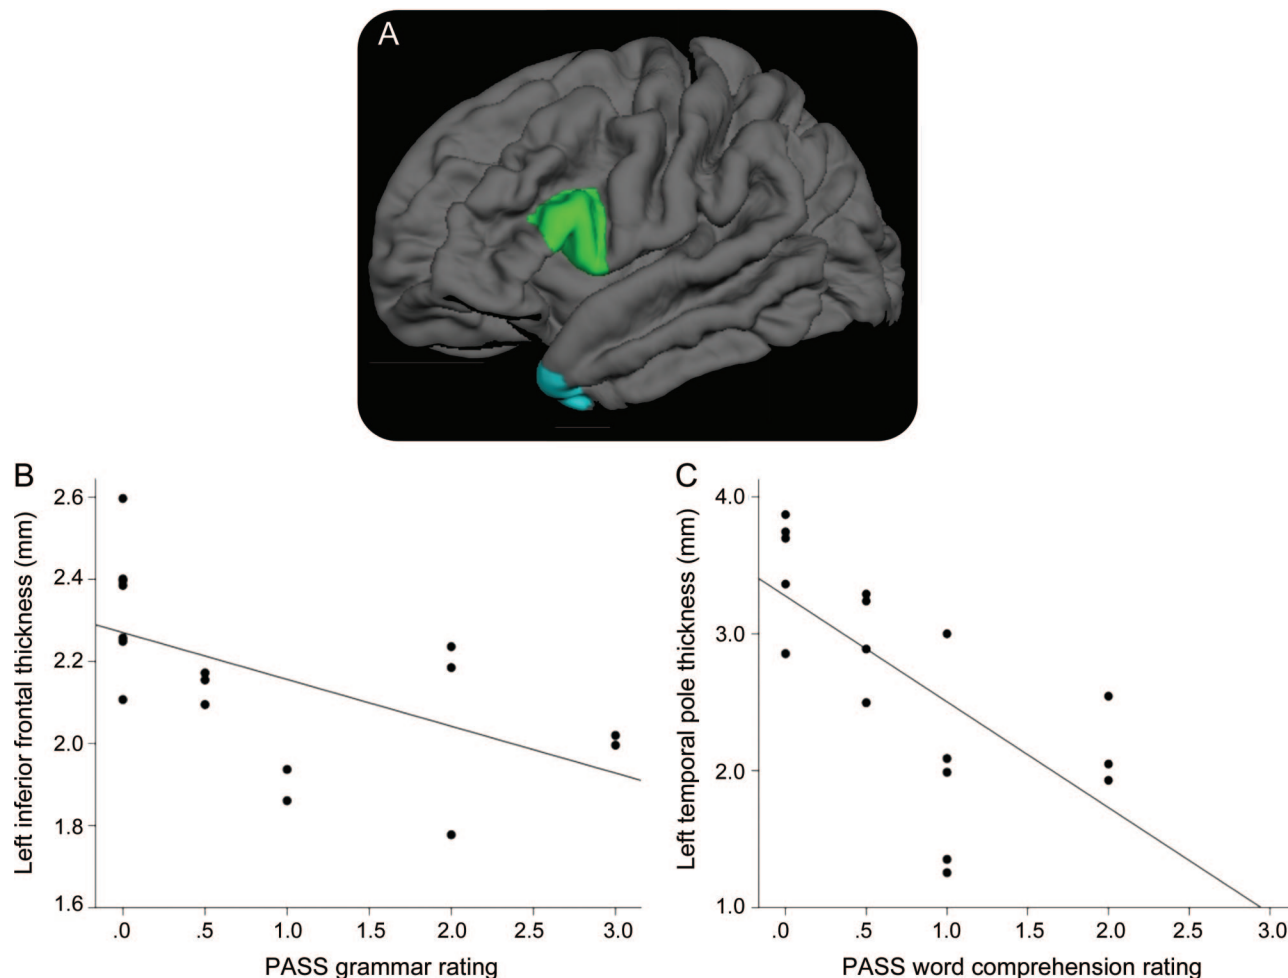 A
B
Left inferior frontal thickness (mm)
2.6
2.4
2.2
2.0
1.8
1.6
.0 .5 1.0 1.5 2.0 2.5 3.0
PASS grammar rating
C
Left temporal pole thickness (mm)
4.0
3.0
2.0
1.0
.0 .5 1.0 1.5 2.0 2.5 3.0
PASS word comprehension rating